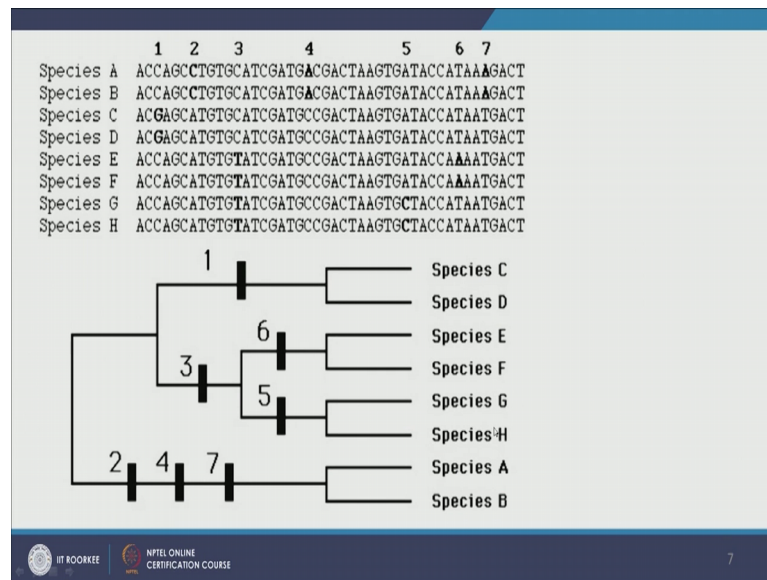 1 2 3 4 5 6 7
Species A ACCAGCCTGTGCATCGATGACGACTAAGTGATACCATAAAGACT
Species B ACCAGCCTGTGCATCGATGACGACTAAGTGATACCATAAAGACT
Species C ACGAGCATGTGCATCGATGCCGACTAAGTGATACCATAATGACT
Species D ACGAGCATGTGCATCGATGCCGACTAAGTGATACCATAATGACT
Species E ACCAGCATGTGTATCGATGCCGACTAAGTGATACCAAAATGACT
Species F ACCAGCATGTGTATCGATGCCGACTAAGTGATACCAAAATGACT
Species G ACCAGCATGTGTATCGATGCCGACTAAGTGCTACCATAATGACT
Species H ACCAGCATGTGTATCGATGCCGACTAAGTGCTACCATAATGACT
1
Species C
Species D
6
Species E
3
Species F
5
Species G
Species H
2 4 7
Species A
Species B
IIT ROORKEE
NPTEL ONLINE
CERTIFICATION COURSE
7